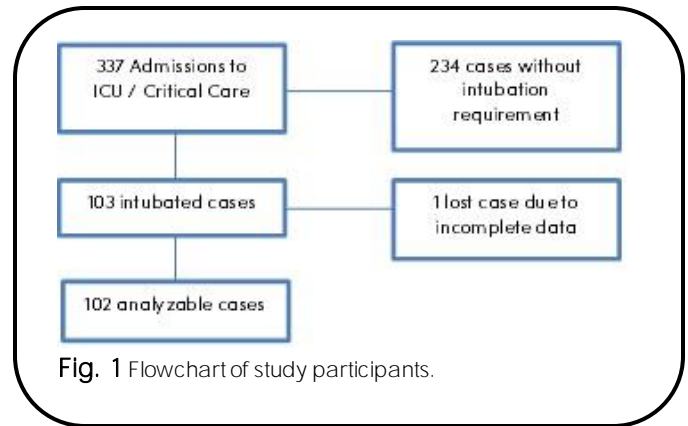 337 Admissions to
ICU / Critical Care
234 cases without
intubation
requirement
103 intubated cases
1 lost case due to
incomplete data
102 analyzable cases
Fig. 1 Flowchart of study participants.